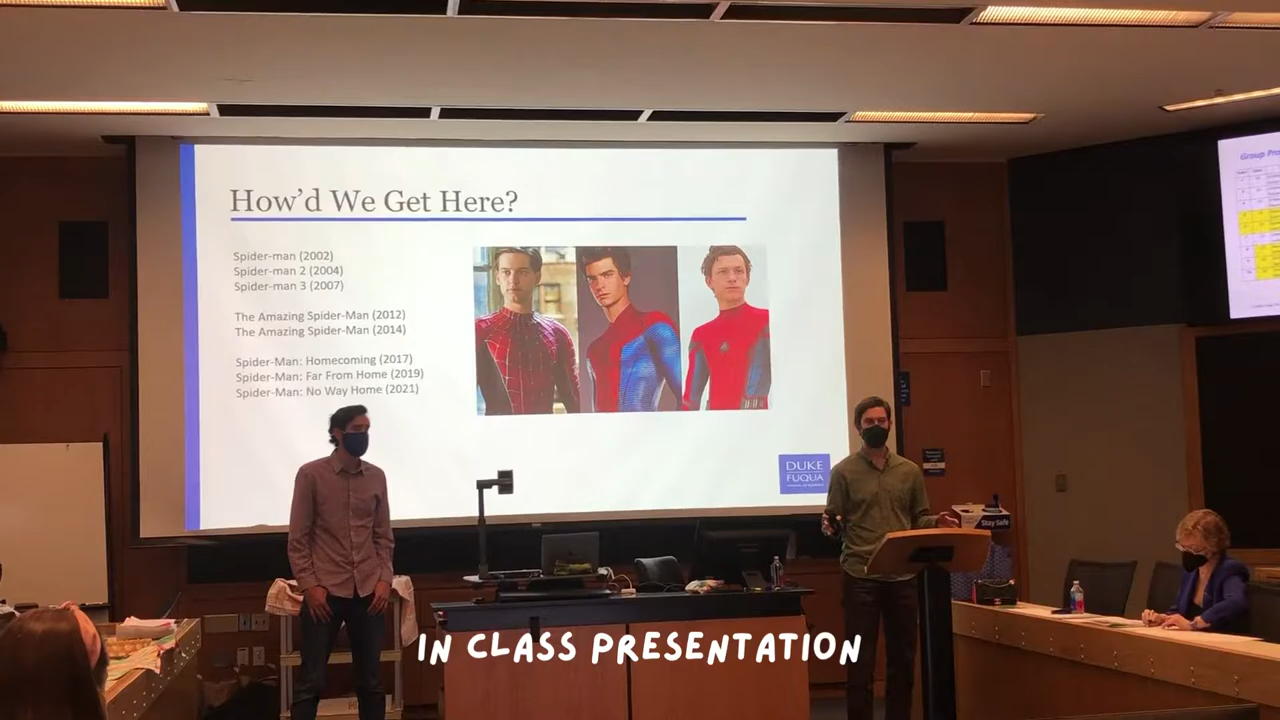 How'd We Get Here?
Spider-man (2002)
Spider-man 2 (2004)
Spider-man 3 (2007)
The Amazing Spider-Man (2012)
The Amazing Spider-Man (2014)
Spider-Man: Homecoming (2017)
Spider-Man: Far From Home (2019)
Spider-Man: No Way Home (2021)
DUKE
FUQUA
Group Pro
Stay Safe
IN CLASS PRESENTATION